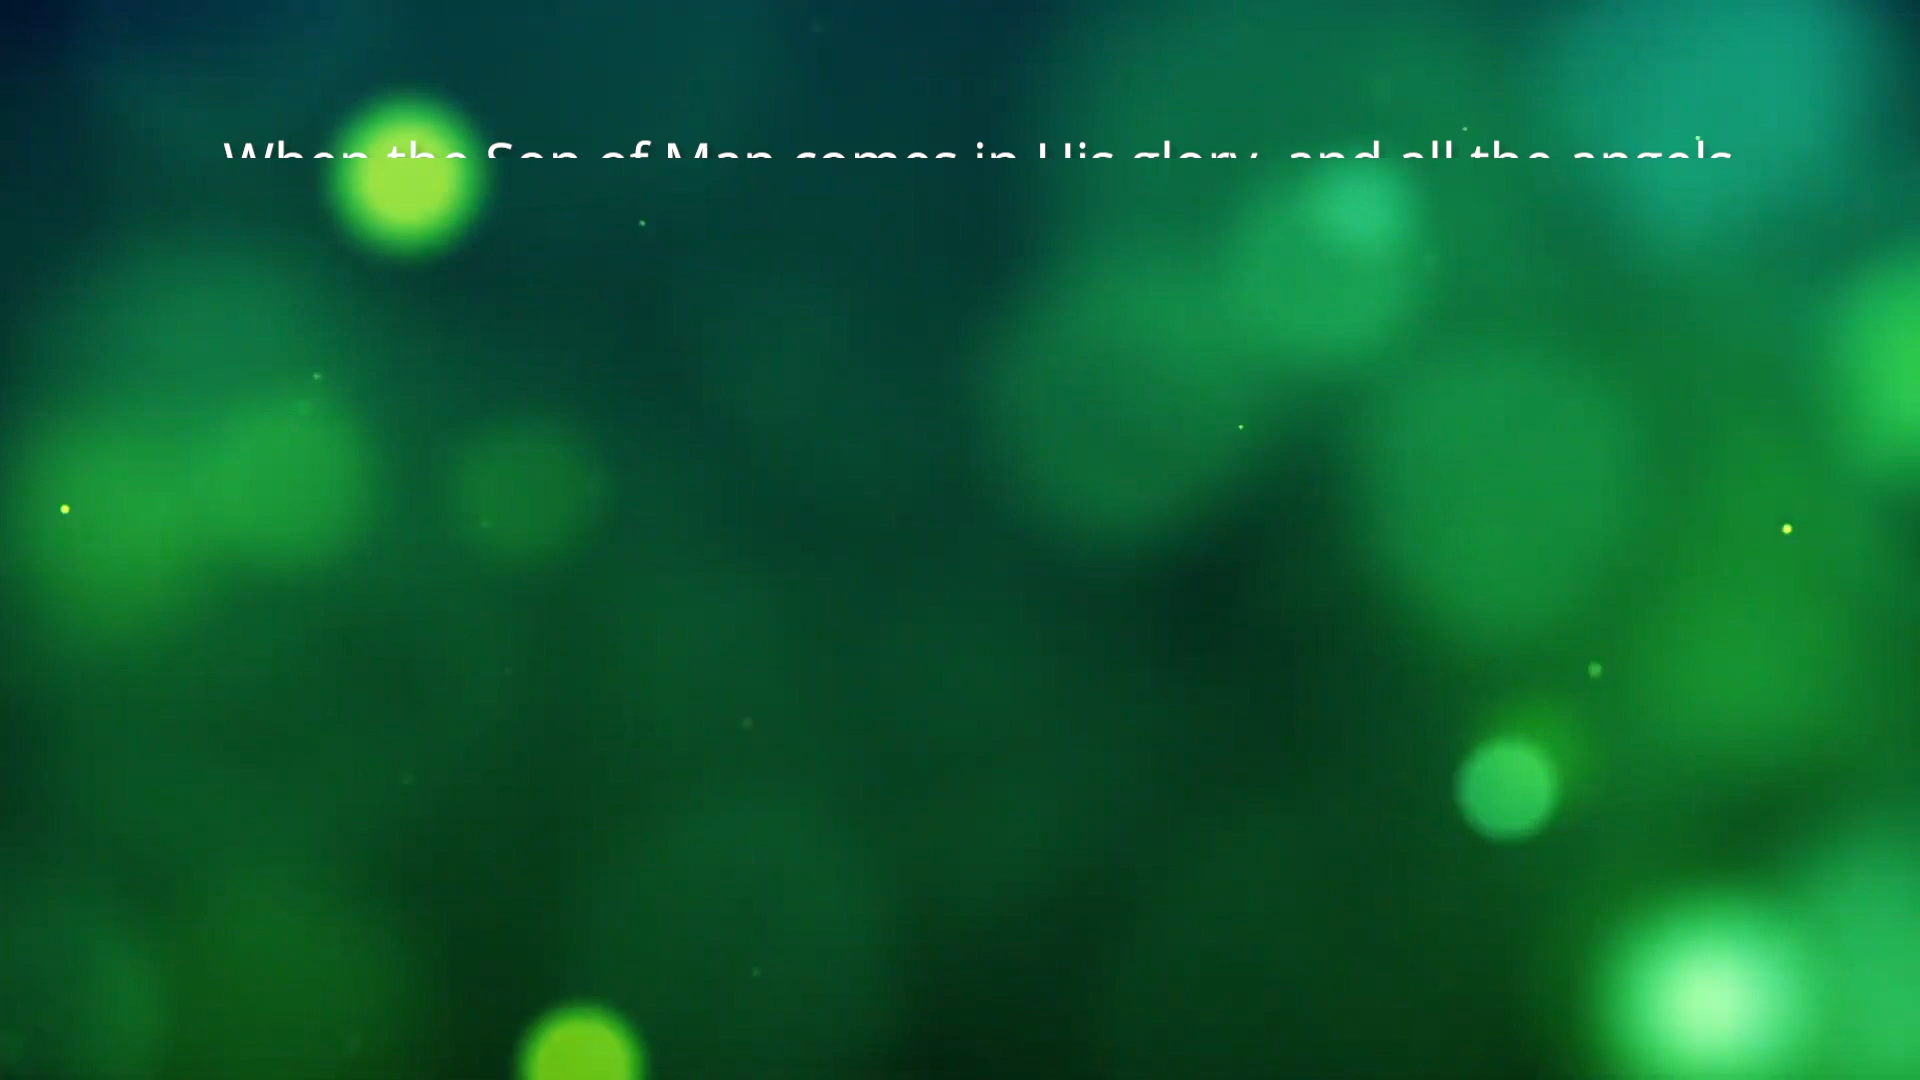 When the Son of Man comes in His glory, and all the angels